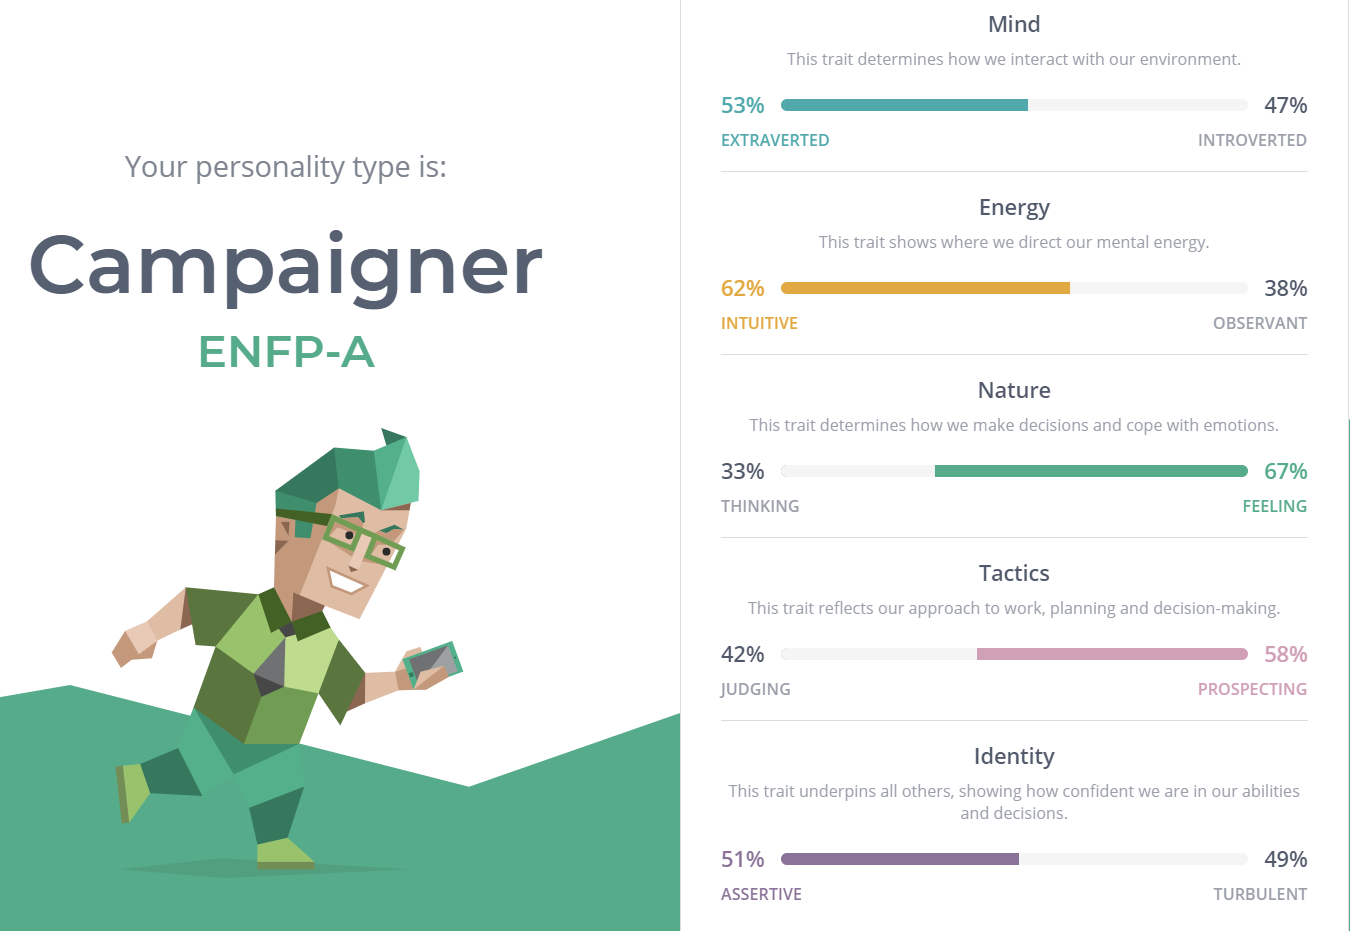 Your personality type is:
Campaigner
ENFP-A
Mind
This trait determines how we interact with our environment.
53% 47%
EXTRAVERTED INTROVERTED
Energy
This trait shows where we direct our mental energy.
62% 38%
INTUITIVE OBSERVANT
Nature
This trait determines how we make decisions and cope with emotions.
33% 67%
THINKING FEELING
Tactics
This trait reflects our approach to work, planning and decision-making.
42% 58%
JUDGING PROSPECTING
Identity
This trait underpins all others, showing how confident we are in our abilities
and decisions.
51% 49%
ASSERTIVE TURBULENT